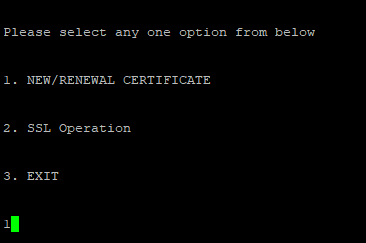 Please select any one option from below
1. NEW/RENEWAL CERTIFICATE
2. SSL Operation
3. EXIT
1